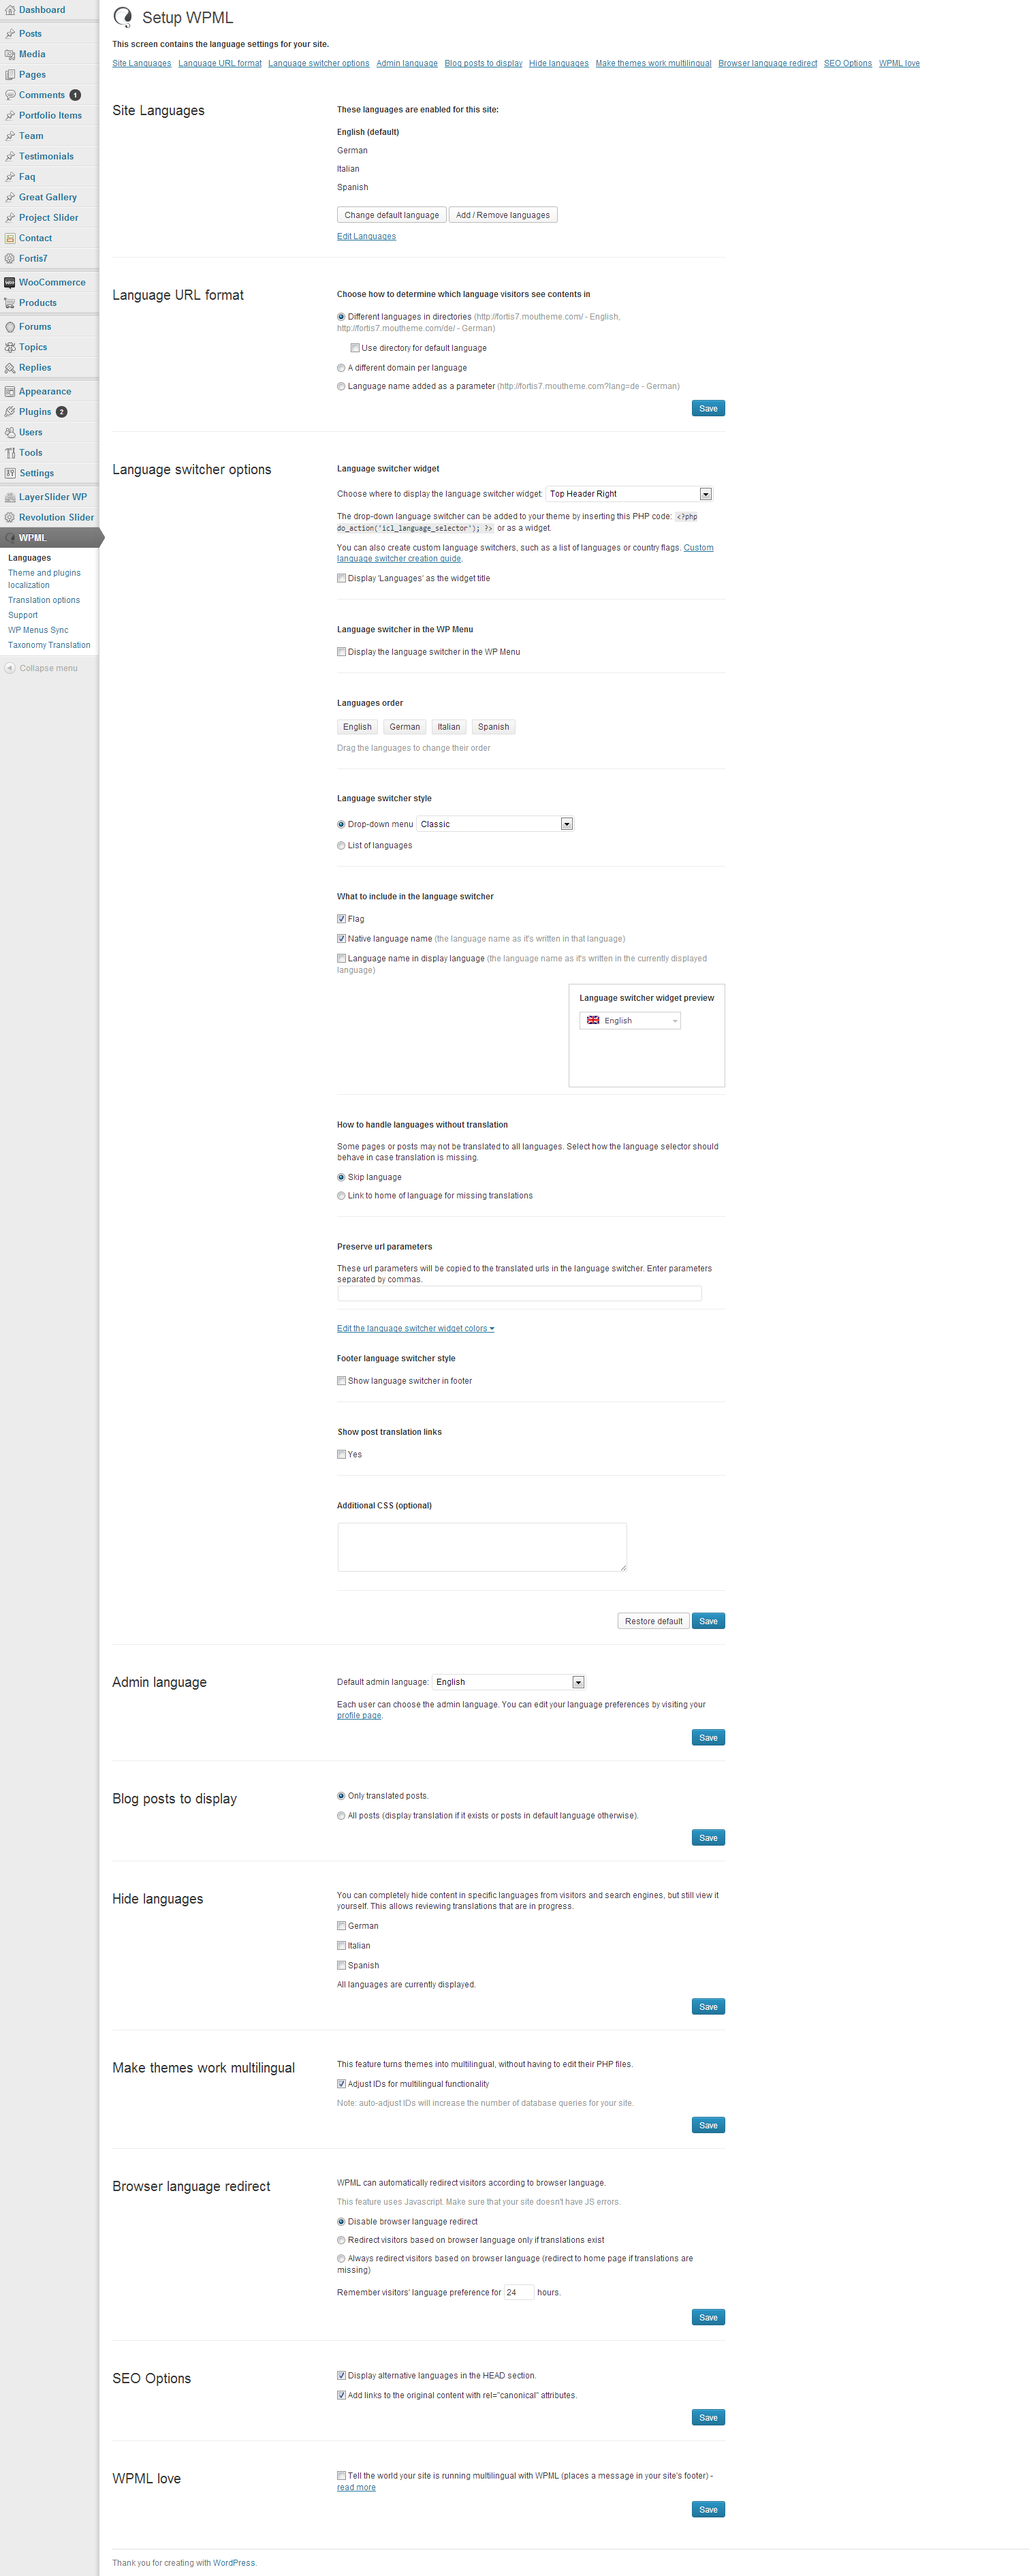 Dashboard
Posts
Media
Pages
Comments 1
Portfolio Items
Team
Testimonials
Faq
Great Gallery
Project Slider
Contact
Fortis7
WooCommerce
Products
Forums
Topics
Replies
Appearance
Plugins 2
Users
Tools
Settings
LayerSlider WP
Revolution Slider
WPML
Languages
Theme and plugins
localization
Translation options
Support
WP Menus Sync
Taxonomy Translation
Collapse menu
Setup WPML
This screen contains the language settings for your site.
Site Languages Language URL format Language switcher options Admin language Blog posts to display Hide languages Make themes work multilingual Browser language redirect SEO Options WPML love
Site Languages
These languages are enabled for this site:
English (default)
German
Italian
Spanish
Change default language Add / Remove languages
Edit Languages
Language URL format
Choose how to determine which language visitors see contents in
Different languages in directories (http://fortis7.moutheme.com/ - English,
http://fortis7.moutheme.com/de/ - German)
Use directory for default language
A different domain per language
Language name added as a parameter (http://fortis7.moutheme.com?lang=de - German)
Save
Language switcher options
Language switcher widget
Choose where to display the language switcher widget: Top Header Right
The drop-down language switcher can be added to your theme by inserting this PHP code: <?php
do_action('icl_language_selector'); ?> or as a widget.
You can also create custom language switchers, such as a list of languages or country flags. Custom
language switcher creation guide.
Display 'Languages' as the widget title
Language switcher in the WP Menu
Display the language switcher in the WP Menu
Languages order
English German Italian Spanish
Drag the languages to change their order
Language switcher style
Drop-down menu Classic
List of languages
What to include in the language switcher
Flag
Native language name (the language name as it's written in that language)
Language name in display language (the language name as it's written in the currently displayed
language)
Language switcher widget preview
English
How to handle languages without translation
Some pages or posts may not be translated to all languages. Select how the language selector should
behave in case translation is missing.
Skip language
Link to home of language for missing translations
Preserve url parameters
These url parameters will be copied to the translated urls in the language switcher. Enter parameters
separated by commas.
Edit the language switcher widget colors
Footer language switcher style
Show language switcher in footer
Show post translation links
Yes
Additional CSS (optional)
Restore default Save
Admin language
Default admin language: English
Each user can choose the admin language. You can edit your language preferences by visiting your
profile page.
Save
Blog posts to display
Only translated posts.
All posts (display translation if it exists or posts in default language otherwise).
Save
Hide languages
You can completely hide content in specific languages from visitors and search engines, but still view it
yourself. This allows reviewing translations that are in progress.
German
Italian
Spanish
All languages are currently displayed.
Save
Make themes work multilingual
This feature turns themes into multilingual, without having to edit their PHP files.
Adjust IDs for multilingual functionality
Note: auto-adjust IDs will increase the number of database queries for your site.
Save
Browser language redirect
WPML can automatically redirect visitors according to browser language.
This feature uses Javascript. Make sure that your site doesn't have JS errors.
Disable browser language redirect
Redirect visitors based on browser language only if translations exist
Always redirect visitors based on browser language (redirect to home page if translations are
missing)
Remember visitors' language preference for 24 hours.
Save
SEO Options
Display alternative languages in the HEAD section.
Add links to the original content with rel="canonical" attributes.
Save
WPML love
Tell the world your site is running multilingual with WPML (places a message in your site's footer) -
read more
Save
Thank you for creating with WordPress.